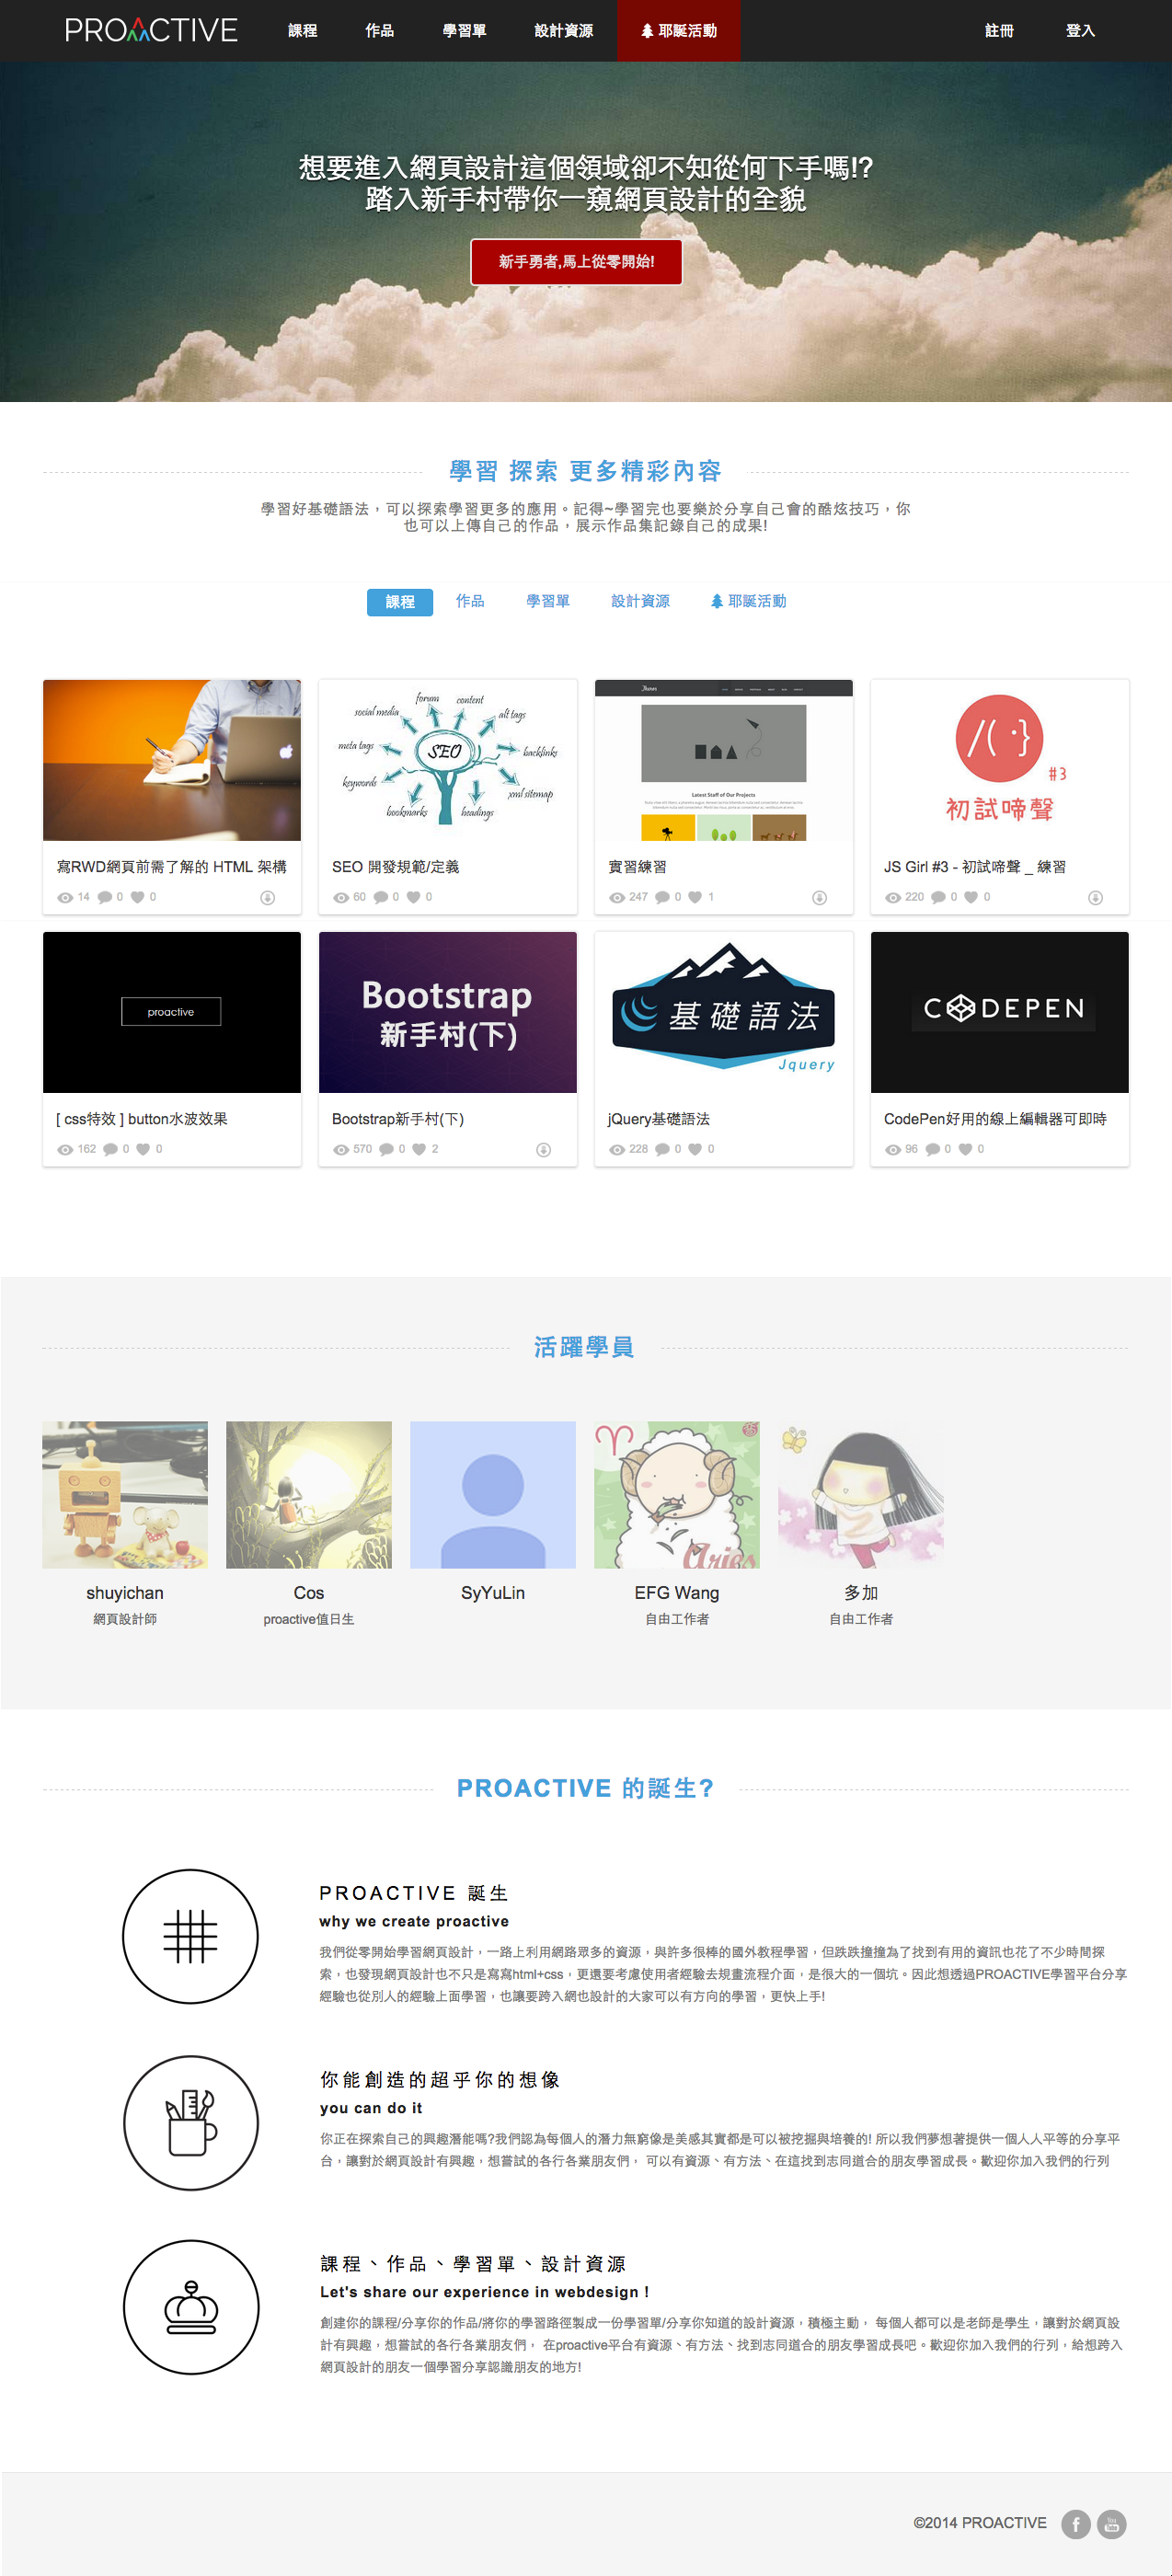 PROACTIVE
課程
作品
學習單
設計資源
耶誕活動
註冊
登入
想要進入網頁設計這個領域卻不知從何下手嗎!?
踏入新手村帶你一窺網頁設計的全貌
新手勇者,馬上從零開始!
學習 探索 更多精彩內容
學習好基礎語法，可以探索學習更多的應用。記得~學習完也要樂於分享自己會的酷炫技巧，你
也可以上傳自己的作品，展示作品集記錄自己的成果!
課程
作品
學習單
設計資源
耶誕活動
forum
content
social media
alt tags
meta tags
SEO
backlinks
keywords
xml sitemap
bookmarks
headings
Latest Staff of Our Projects
/(·}
#3
初試啼聲
寫RWD網頁前需了解的 HTML 架構
14 0 0
SEO 開發規範/定義
60 0 0
實習練習
247 0 1
JS Girl #3 - 初試啼聲 _ 練習
220 0 0
proactive
Bootstrap
新手村(下)
基礎語法
Jquery
CODEPEN
[ css特效 ] button水波效果
162 0 0
Bootstrap新手村(下)
570 0 2
jQuery基礎語法
228 0 0
CodePen好用的線上編輯器可即時
96 0 0
活躍學員
Aries
shuyichan
網頁設計師
Cos
proactive值日生
SyYuLin
EFG Wang
自由工作者
多加
自由工作者
PROACTIVE 的誕生?
PROACTIVE 誕生
why we create proactive
我們從零開始學習網頁設計，一路上利用網路眾多的資源，與許多很棒的國外教程學習，但跌跌撞撞為了找到有用的資訊也花了不少時間探
索，也發現網頁設計也不只是寫寫html+css，更還要考慮使用者經驗去規畫流程介面，是很大的一個坑。因此想透過PROACTIVE學習平台分享
經驗也從別人的經驗上面學習，也讓要跨入網也設計的大家可以有方向的學習，更快上手!
你能創造的超乎你的想像
you can do it
你正在探索自己的興趣潛能嗎?我們認為每個人的潛力無窮像是美感其實都是可以被挖掘與培養的! 所以我們夢想著提供一個人人平等的分享平
台，讓對於網頁設計有興趣，想嘗試的各行各業朋友們， 可以有資源、有方法、在這找到志同道合的朋友學習成長。歡迎你加入我們的行列
課程、作品、學習單、設計資源
Let's share our experience in webdesign !
創建你的課程/分享你的作品/將你的學習路徑製成一份學習單/分享你知道的設計資源，積極主動， 每個人都可以是老師是學生，讓對於網頁設
計有興趣，想嘗試的各行各業朋友們， 在proactive平台有資源、有方法、找到志同道合的朋友學習成長吧。歡迎你加入我們的行列，給想跨入
網頁設計的朋友一個學習分享認識朋友的地方!
©2014 PROACTIVE
f
You
Tube